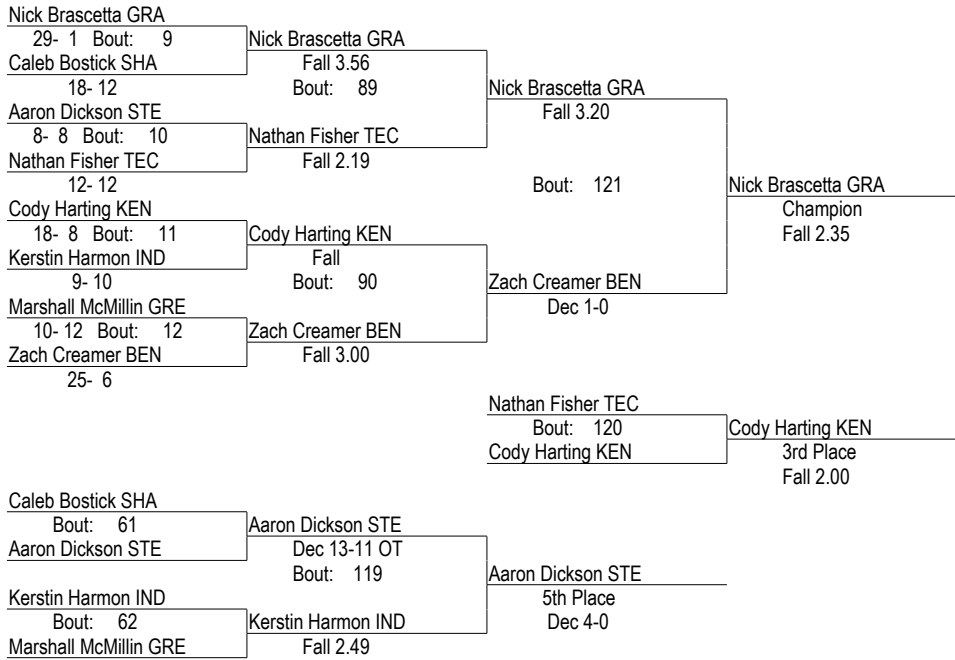 Nick Brascetta GRA
29- 1 Bout: 9
Nick Brascetta GRA
Caleb Bostick SHA
Fall 3.56
18- 12
Bout: 89
Nick Brascetta GRA
Aaron Dickson STE
Fall 3.20
8- 8 Bout: 10
Nathan Fisher TEC
Nathan Fisher TEC
Fall 2.19
12- 12
Bout: 121
Nick Brascetta GRA
Cody Harting KEN
Champion
18- 8 Bout: 11
Cody Harting KEN
Fall 2.35
Kerstin Harmon IND
Fall
9- 10
Bout: 90
Zach Creamer BEN
Marshall McMillin GRE
Dec 1-0
10- 12 Bout: 12
Zach Creamer BEN
Zach Creamer BEN
Fall 3.00
25- 6
Nathan Fisher TEC
Bout: 120
Cody Harting KEN
Cody Harting KEN
3rd Place
Fall 2.00
Caleb Bostick SHA
Bout: 61
Aaron Dickson STE
Aaron Dickson STE
Dec 13-11 OT
Bout: 119
Aaron Dickson STE
Kerstin Harmon IND
5th Place
Bout: 62
Kerstin Harmon IND
Dec 4-0
Marshall McMillin GRE
Fall 2.49